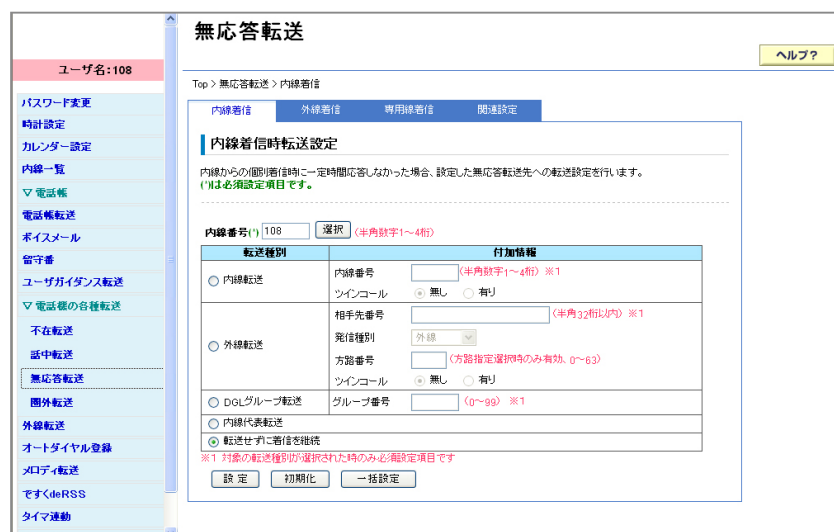 無応答転送
ヘルプ?
ユーザ名:108
Top > 無応答転送 > 内線着信
パスワード変更
時計設定
カレンダー設定
内線一覧
▽ 電話帳
電話帳転送
ボイスメール
留守番
ユーザガイダンス転送
▽ 電話機の各種転送
不在転送
話中転送
無応答転送
圏外転送
外線転送
オートダイヤル登録
メロディ転送
ですくdeRSS
タイマ連動
内線着信 外線着信 専用線着信 関連設定
内線着信時転送設定
内線からの個別着信時に一定時間応答しなかった場合、設定した無応答転送先への転送設定を行います。
(*)は必須設定項目です。
内線番号(*) 108 選択 (半角数字1~4桁)
転送種別 付加情報
内線転送 内線番号 (半角数字1~4桁) ※1
ツインコール 無し 有り
外線転送 相手先番号 (半角32桁以内) ※1
発信種別 外線
方路番号 (方路指定選択時のみ有効、0~63)
ツインコール 無し 有り
DGLグループ転送 グループ番号 (0~99) ※1
内線代表転送
転送せずに着信を継続
※1 対象の転送種別が選択された時のみ必須設定項目です
設 定 初期化 一括設定